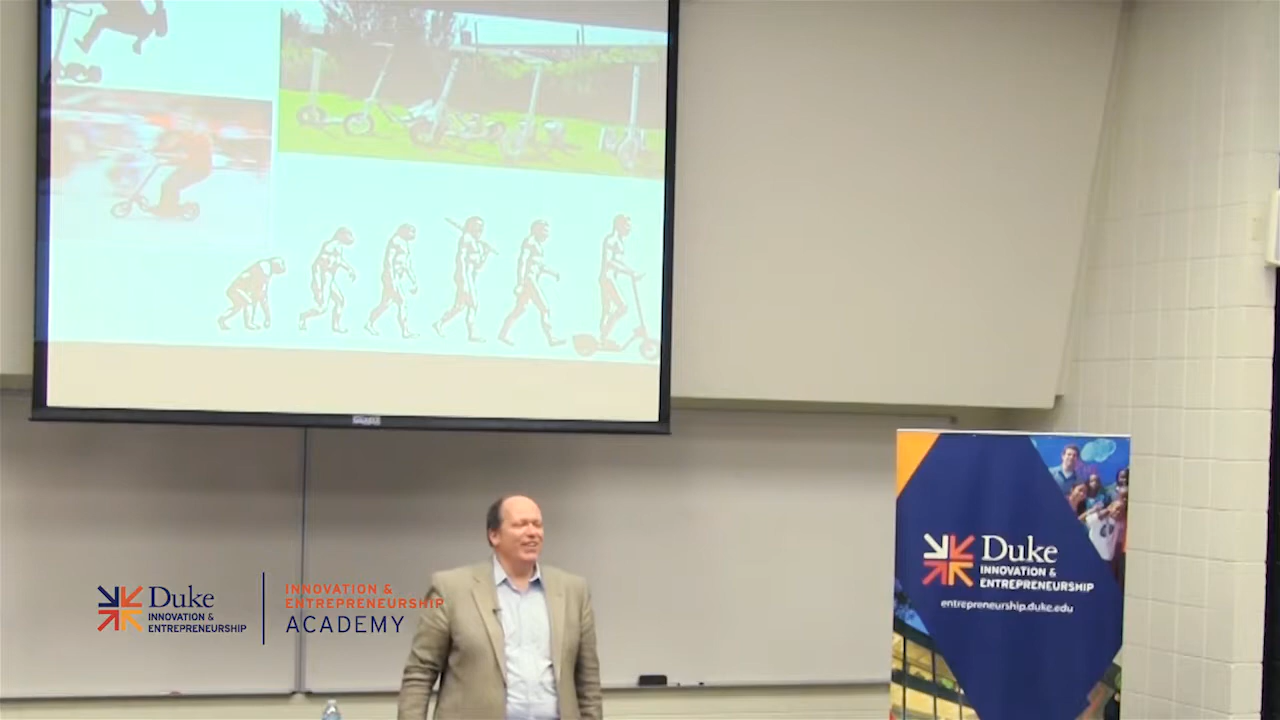 Duke
INNOVATION &
ENTREPRENEURSHIP
INNOVATION &
ENTREPRENEURSHIP
ACADEMY
Duke
INNOVATION &
ENTREPRENEURSHIP
entrepreneurship.duke.edu